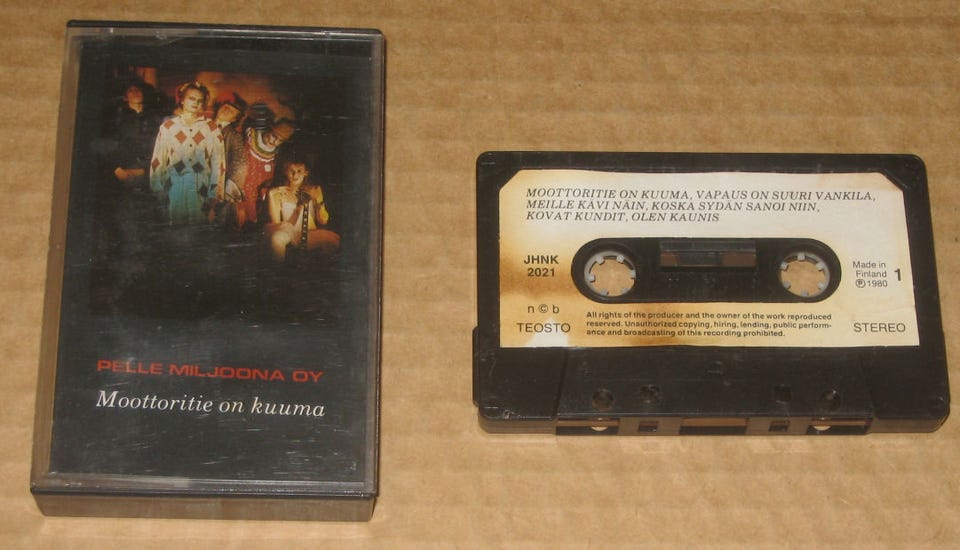 PELLE MILJOONA OY
Moottoritie on kuuma
MOOTTORITIE ON KUUMA, VAPAUS ON SUURI VANKILA,
MEILLE KÄVI NÄIN, KOSKA SYDÄN SANOI NIIN,
KOVAT KUNDIT, OLEN KAUNIS
JHNK
2021
n © b
TEOSTO
All rights of the producer and the owner of the work reproduced
reserved. Unauthorized copying, hiring, lending, public perform-
ance and broadcasting of this recording prohibited.
Made in
Finland
℗ 1980
1
STEREO